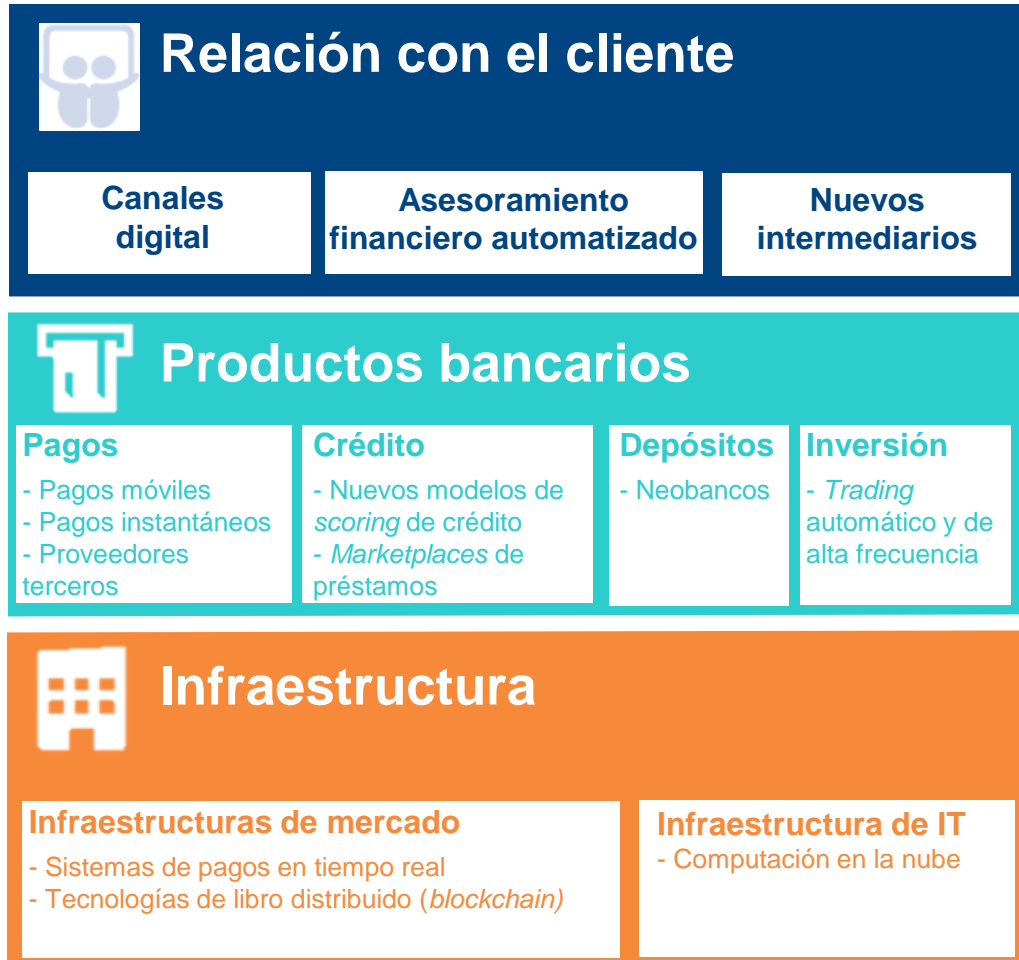 Relación con el cliente
Canales
digital
Asesoramiento
financiero automatizado
Nuevos
intermediarios
Productos bancarios
Pagos
- Pagos móviles
- Pagos instantáneos
- Proveedores
terceros
Crédito
- Nuevos modelos de
scoring de crédito
- Marketplaces de
préstamos
Depósitos
- Neobancos
Inversión
- Trading
automático y de
alta frecuencia
Infraestructura
Infraestructuras de mercado
- Sistemas de pagos en tiempo real
- Tecnologías de libro distribuido (blockchain)
Infraestructura de IT
- Computación en la nube